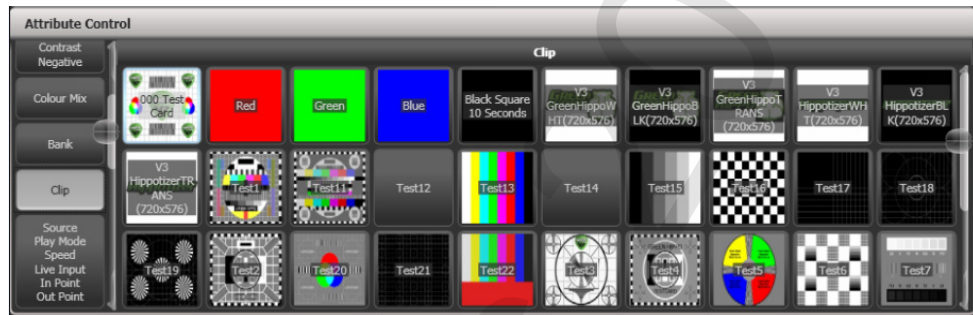 Attribute Control
Contrast
Negative
Colour Mix
Bank
Clip
Source
Play Mode
Speed
Live Input
In Point
Out Point
Clip
000 Test
Card
Red
Green
Blue
Black Square
10 Seconds
V3
GreenHippoW
HT(720x576)
V3
GreenHippoB
LK(720x576)
V3
GreenHippoT
RANS
(720x576)
V3
HippotizerWH
T(720x576)
V3
HippotizerBL
K(720x576)
V3
HippotizerTR
ANS
(720x576)
Test1
Test11
Test12
Test13
Test14
Test15
Test16
Test17
Test18
Test19
Test2
Test20
Test21
Test22
Test3
Test4
Test5
Test6
Test7